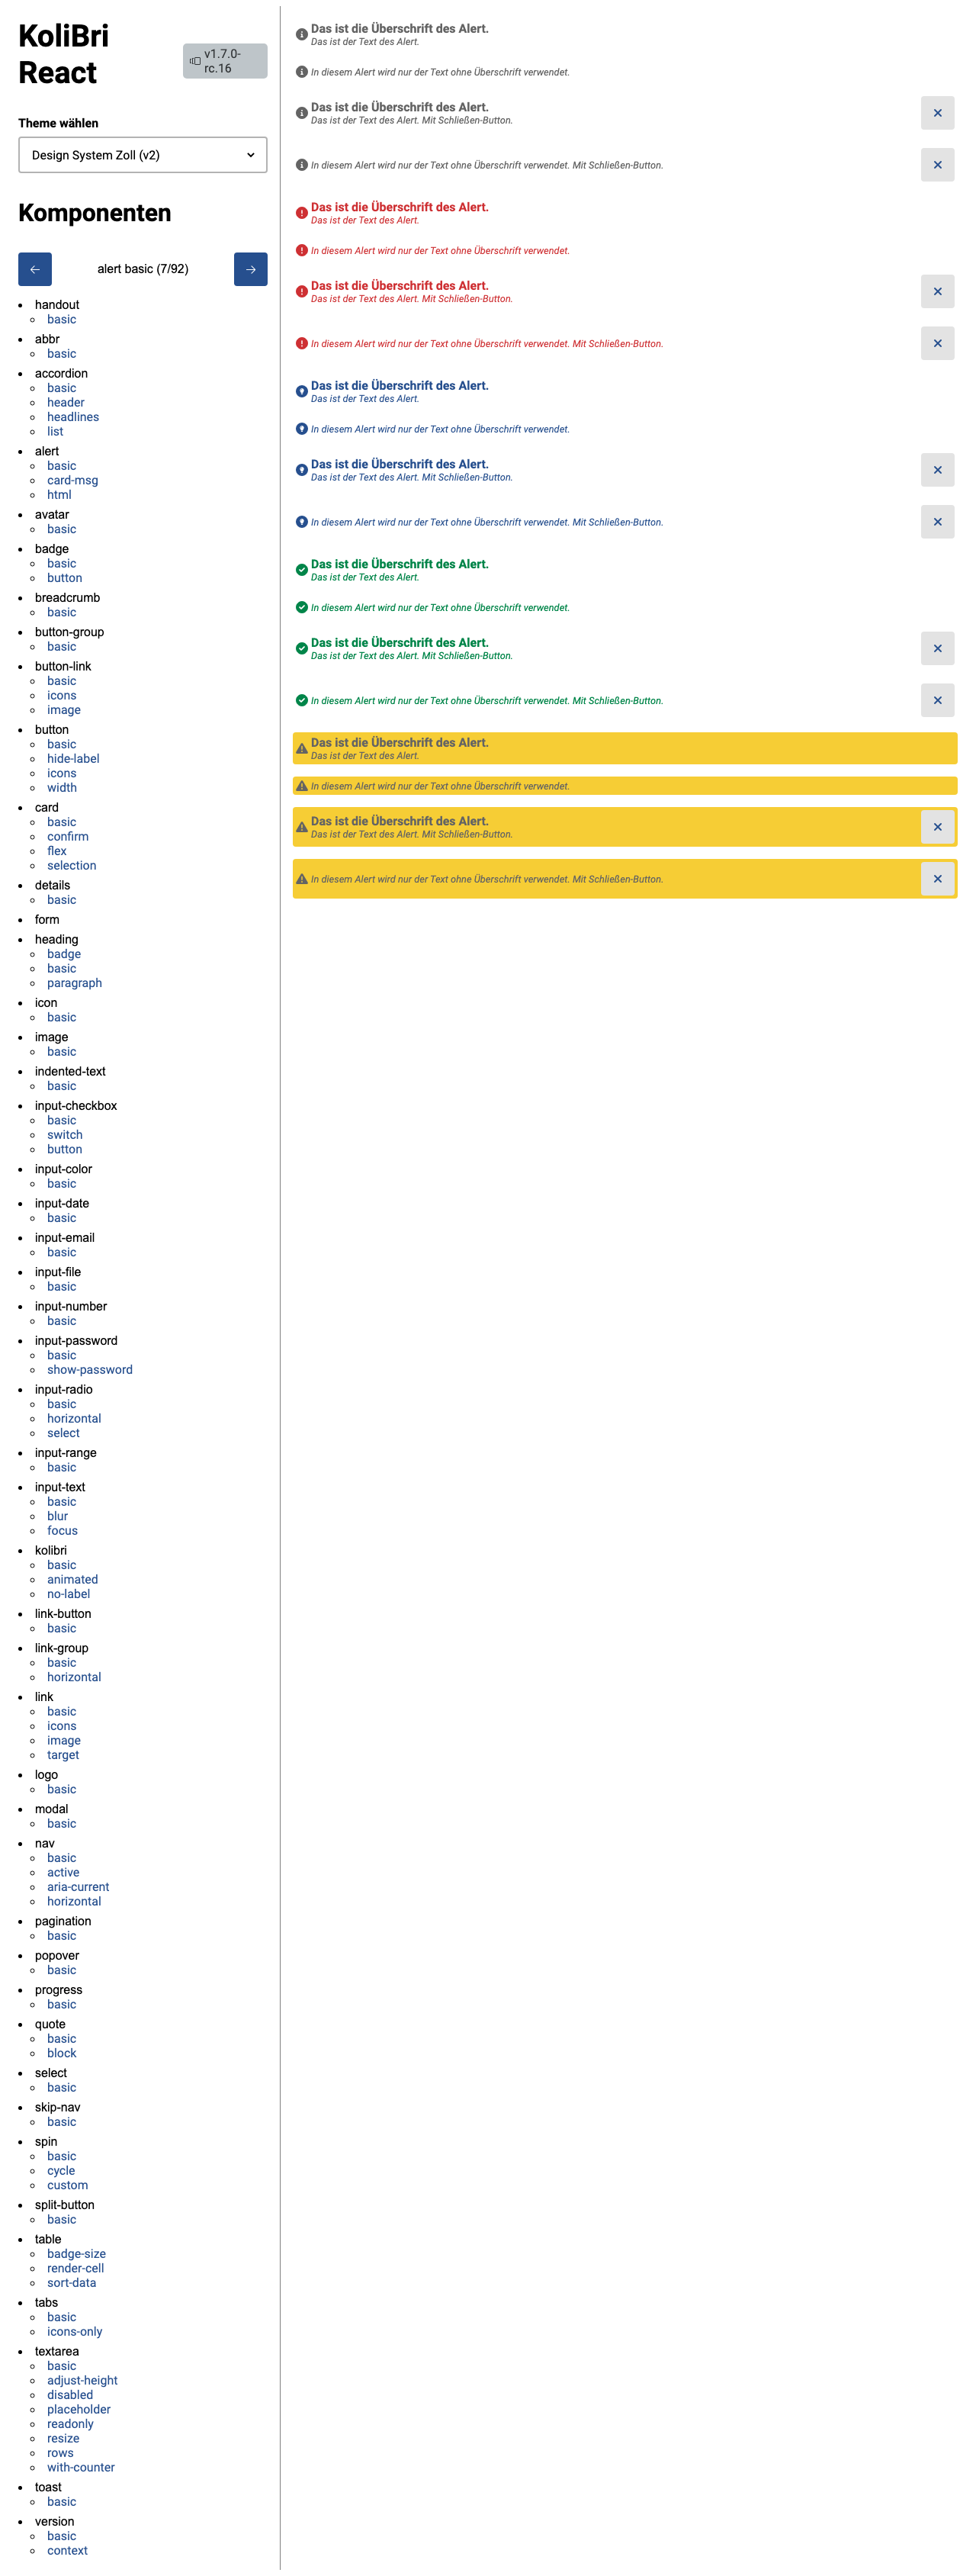 KoliBri
React
v1.7.0-
rc.16
Theme wählen
Design System Zoll (v2)
Komponenten
alert basic (7/92)
handout
basic
abbr
basic
accordion
basic
header
headlines
list
alert
basic
card-msg
html
avatar
basic
badge
basic
button
breadcrumb
basic
button-group
basic
button-link
basic
icons
image
button
basic
hide-label
icons
width
card
basic
confirm
flex
selection
details
basic
form
heading
badge
basic
paragraph
icon
basic
image
basic
indented-text
basic
input-checkbox
basic
switch
button
input-color
basic
input-date
basic
input-email
basic
input-file
basic
input-number
basic
input-password
basic
show-password
input-radio
basic
horizontal
select
input-range
basic
input-text
basic
blur
focus
kolibri
basic
animated
no-label
link-button
basic
link-group
basic
horizontal
link
basic
icons
image
target
logo
basic
modal
basic
nav
basic
active
aria-current
horizontal
pagination
basic
popover
basic
progress
basic
quote
basic
block
select
basic
skip-nav
basic
spin
basic
cycle
custom
split-button
basic
table
badge-size
render-cell
sort-data
tabs
basic
icons-only
textarea
basic
adjust-height
disabled
placeholder
readonly
resize
rows
with-counter
toast
basic
version
basic
context
Das ist die Überschrift des Alert.
Das ist der Text des Alert.
In diesem Alert wird nur der Text ohne Überschrift verwendet.
Das ist die Überschrift des Alert.
Das ist der Text des Alert. Mit Schließen-Button.
In diesem Alert wird nur der Text ohne Überschrift verwendet. Mit Schließen-Button.
Das ist die Überschrift des Alert.
Das ist der Text des Alert.
In diesem Alert wird nur der Text ohne Überschrift verwendet.
Das ist die Überschrift des Alert.
Das ist der Text des Alert. Mit Schließen-Button.
In diesem Alert wird nur der Text ohne Überschrift verwendet. Mit Schließen-Button.
Das ist die Überschrift des Alert.
Das ist der Text des Alert.
In diesem Alert wird nur der Text ohne Überschrift verwendet.
Das ist die Überschrift des Alert.
Das ist der Text des Alert. Mit Schließen-Button.
In diesem Alert wird nur der Text ohne Überschrift verwendet. Mit Schließen-Button.
Das ist die Überschrift des Alert.
Das ist der Text des Alert.
In diesem Alert wird nur der Text ohne Überschrift verwendet.
Das ist die Überschrift des Alert.
Das ist der Text des Alert. Mit Schließen-Button.
In diesem Alert wird nur der Text ohne Überschrift verwendet. Mit Schließen-Button.
Das ist die Überschrift des Alert.
Das ist der Text des Alert.
In diesem Alert wird nur der Text ohne Überschrift verwendet.
Das ist die Überschrift des Alert.
Das ist der Text des Alert. Mit Schließen-Button.
In diesem Alert wird nur der Text ohne Überschrift verwendet. Mit Schließen-Button.